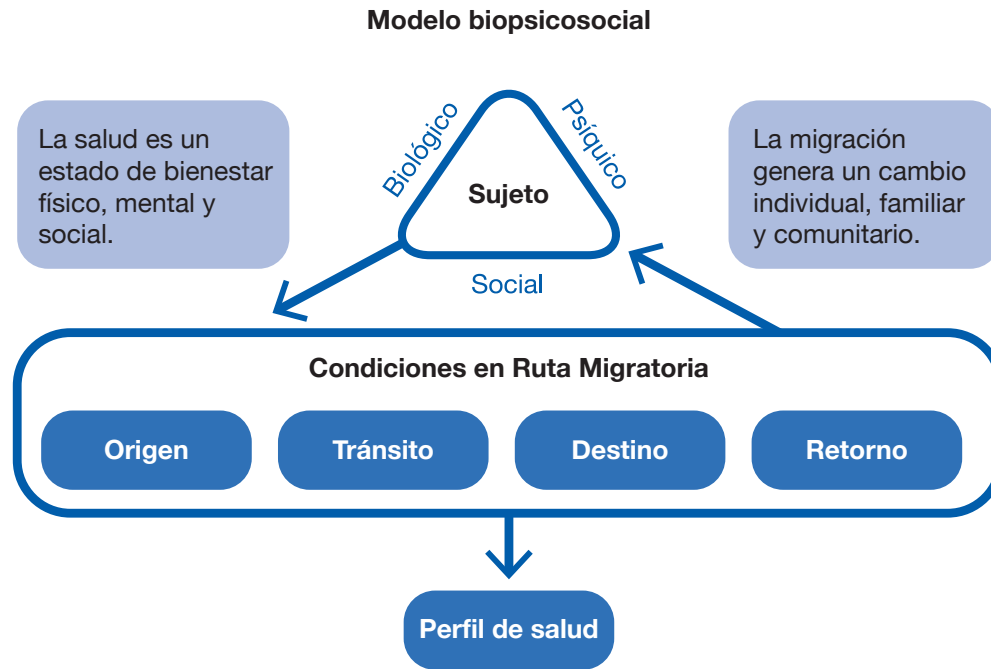 Modelo biopsicosocial
La salud es un
estado de bienestar
físico, mental y
social.
Biológico
Psíquico
Sujeto
Social
La migración
genera un cambio
individual, familiar
y comunitario.
Condiciones en Ruta Migratoria
Origen
Tránsito
Destino
Retorno
Perfil de salud